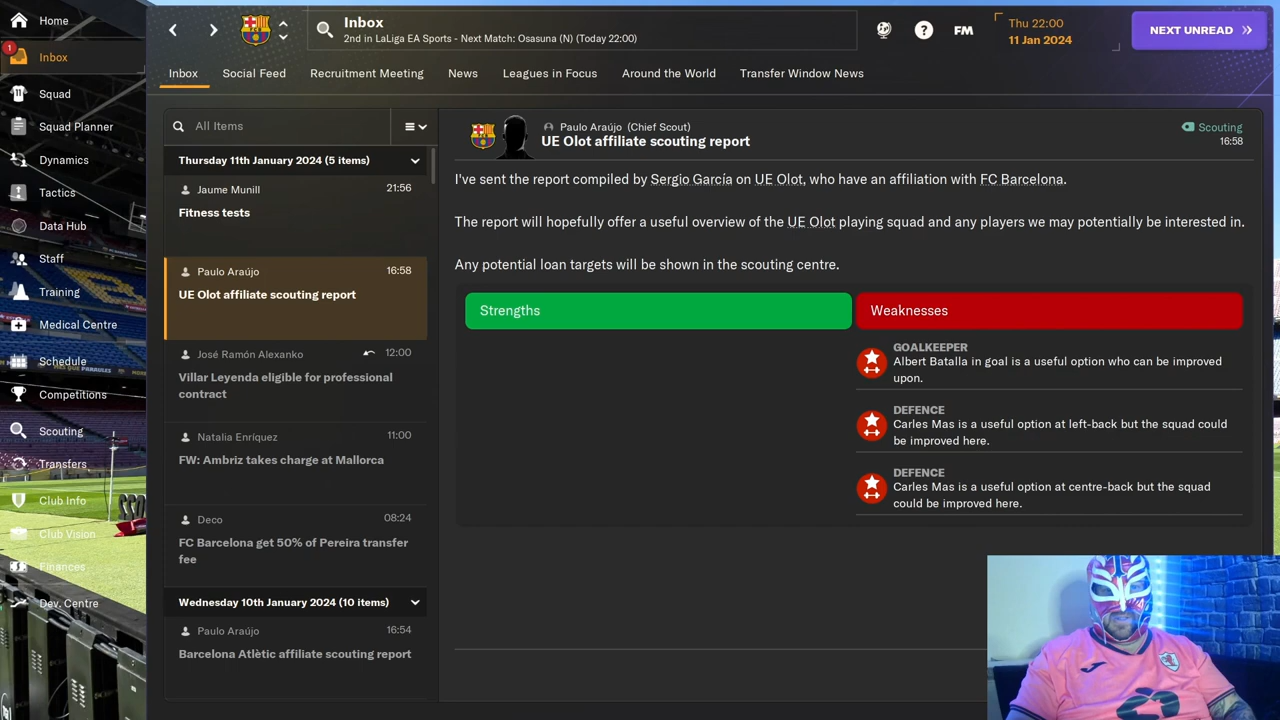 Home
1
Inbox
Squad
Squad Planner
Dynamics
Tactics
Data Hub
Staff
Training
Medical Centre
Schedule
Competitions
Scouting
Transfers
Club Info
Club Vision
Finances
Dev. Centre
Inbox
2nd in LaLiga EA Sports - Next Match: Osasuna (N) (Today 22:00)
FM
Thu 22:00
11 Jan 2024
NEXT UNREAD
Inbox
Social Feed
Recruitment Meeting
News
Leagues in Focus
Around the World
Transfer Window News
All Items
Thursday 11th January 2024 (5 items)
Jaume Munill
21:56
Fitness tests
Paulo Araújo
16:58
UE Olot affiliate scouting report
José Ramón Alexanko
12:00
Villar Leyenda eligible for professional
contract
Natalia Enríquez
11:00
FW: Ambriz takes charge at Mallorca
Deco
08:24
FC Barcelona get 50% of Pereira transfer
fee
Wednesday 10th January 2024 (10 items)
Paulo Araújo
16:54
Barcelona Atlètic affiliate scouting report
Paulo Araújo (Chief Scout)
UE Olot affiliate scouting report
Scouting
16:58
I've sent the report compiled by Sergio García on UE Olot, who have an affiliation with FC Barcelona.
The report will hopefully offer a useful overview of the UE Olot playing squad and any players we may potentially be interested in.
Any potential loan targets will be shown in the scouting centre.
Strengths
Weaknesses
GOALKEEPER
Albert Batalla in goal is a useful option who can be improved
upon.
DEFENCE
Carles Mas is a useful option at left-back but the squad could
be improved here.
DEFENCE
Carles Mas is a useful option at centre-back but the squad
could be improved here.